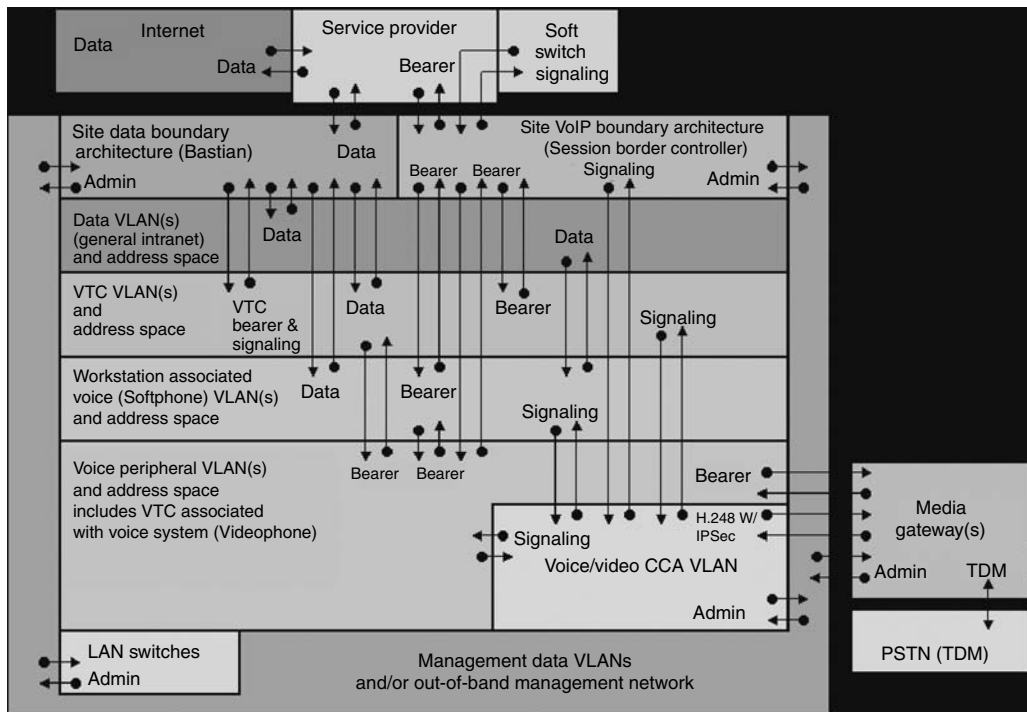 Internet
Data
Data
Service provider
Bearer
Soft
switch
signaling
Site data boundary
architecture (Bastian)
Data
Admin
Site VoIP boundary architecture
(Session border controller)
Bearer
Bearer
Signaling
Admin
Data VLAN(s)
(general intranet)
and address space
Data
Data
VTC VLAN(s)
and
address space
VTC
bearer &
signaling
Data
Bearer
Signaling
Workstation associated
voice (Softphone) VLAN(s)
and address space
Data
Bearer
Signaling
Voice peripheral VLAN(s)
and address space
includes VTC associated
with voice system (Videophone)
Bearer
Bearer
Bearer
Signaling
H.248 W/
IPSec
Voice/video CCA VLAN
Admin
Media
gateway(s)
Admin
TDM
PSTN (TDM)
LAN switches
Admin
Management data VLANs
and/or out-of-band management network